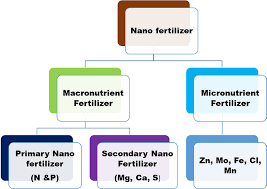 Nano fertilizer
Macronutrient
Fertilizer
Micronutrient
Fertilizer
Primary Nano
fertilizer
(N &P)
Secondary Nano
Fertilizer
(Mg, Ca, S)
Zn, Mo, Fe, Cl,
Mn